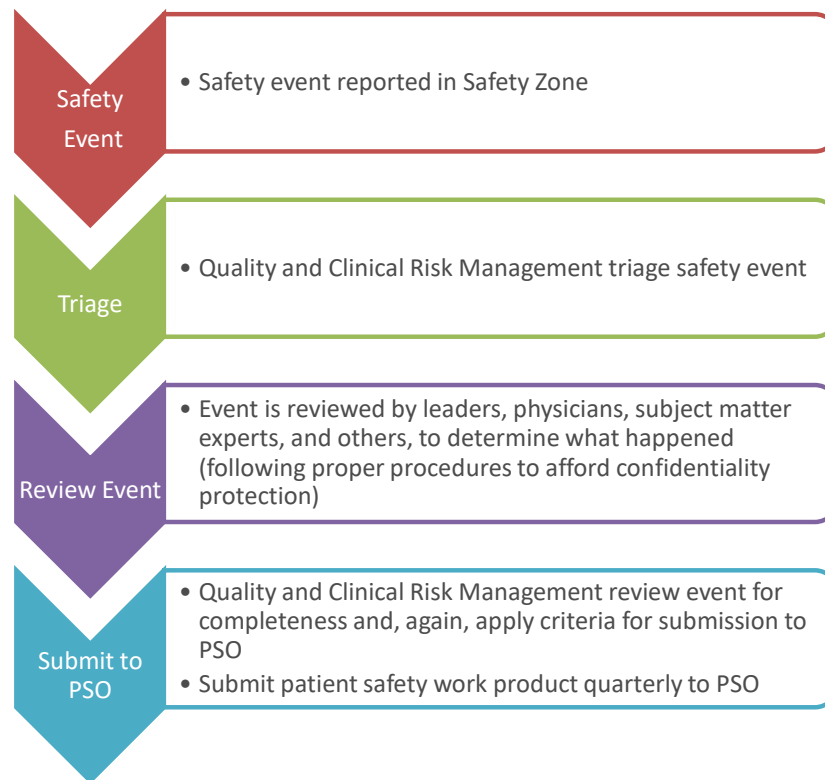 Safety
Event
• Safety event reported in Safety Zone
Triage
• Quality and Clinical Risk Management triage safety event
Review Event
• Event is reviewed by leaders, physicians, subject matter
experts, and others, to determine what happened
(following proper procedures to afford confidentiality
protection)
Submit to
PSO
• Quality and Clinical Risk Management review event for
completeness and, again, apply criteria for submission to
PSO
• Submit patient safety work product quarterly to PSO